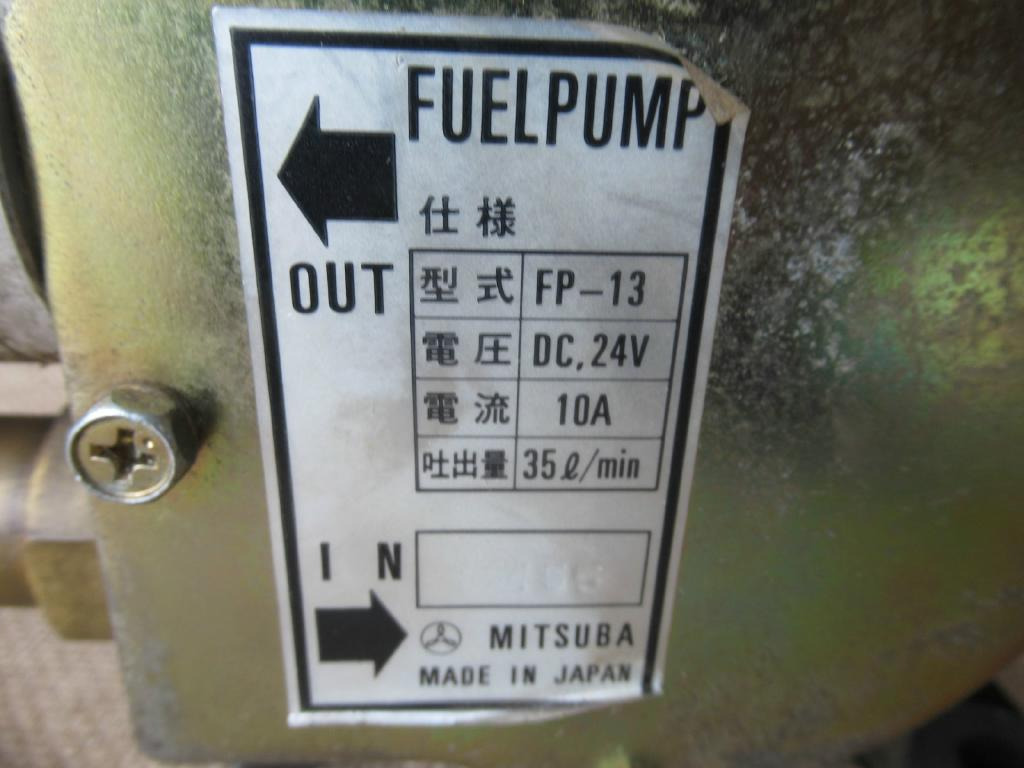 FUELPUMP
仕様
OUT
型式 FP-13
電圧 DC, 24V
電流 10A
吐出量 35ℓ/min
IN
MITSUBA
MADE IN JAPAN